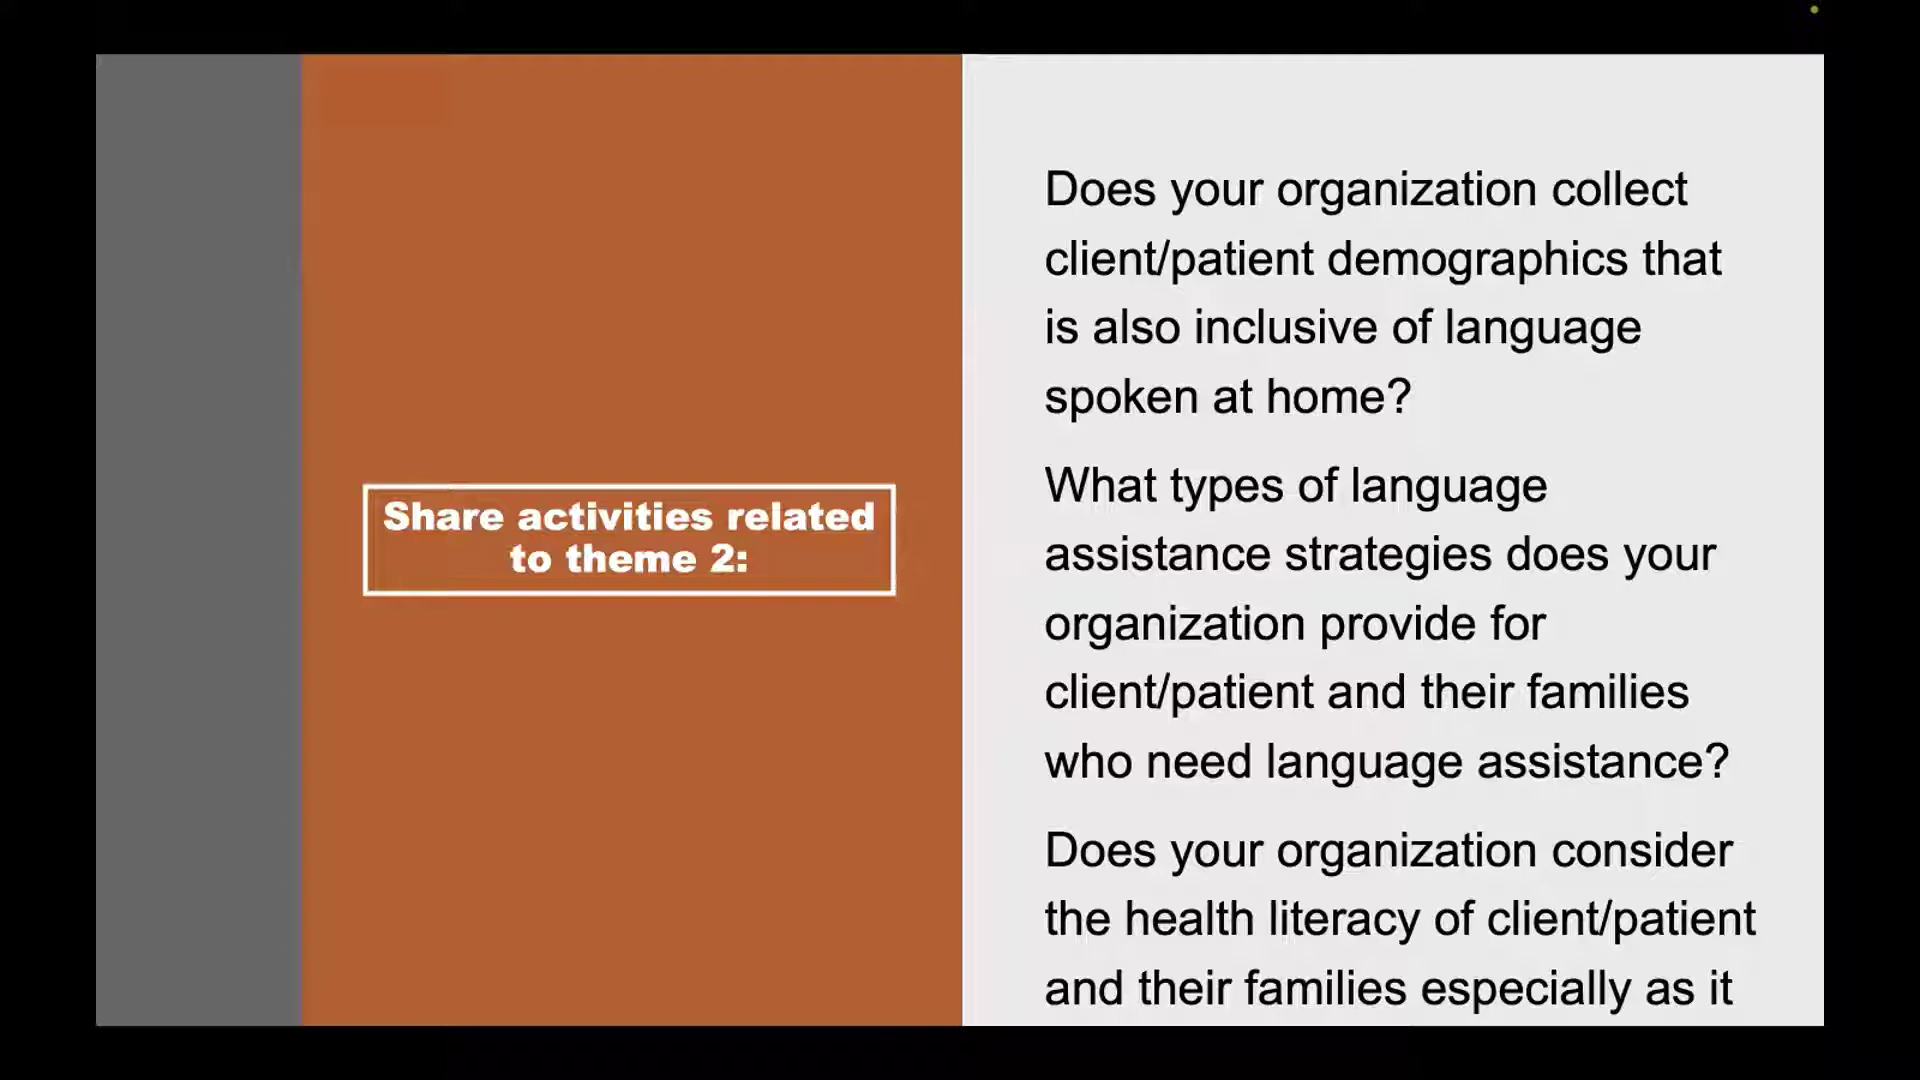 Share activities related
to theme 2:
Does your organization collect
client/patient demographics that
is also inclusive of language
spoken at home?
What types of language
assistance strategies does your
organization provide for
client/patient and their families
who need language assistance?
Does your organization consider
the health literacy of client/patient
and their families especially as it